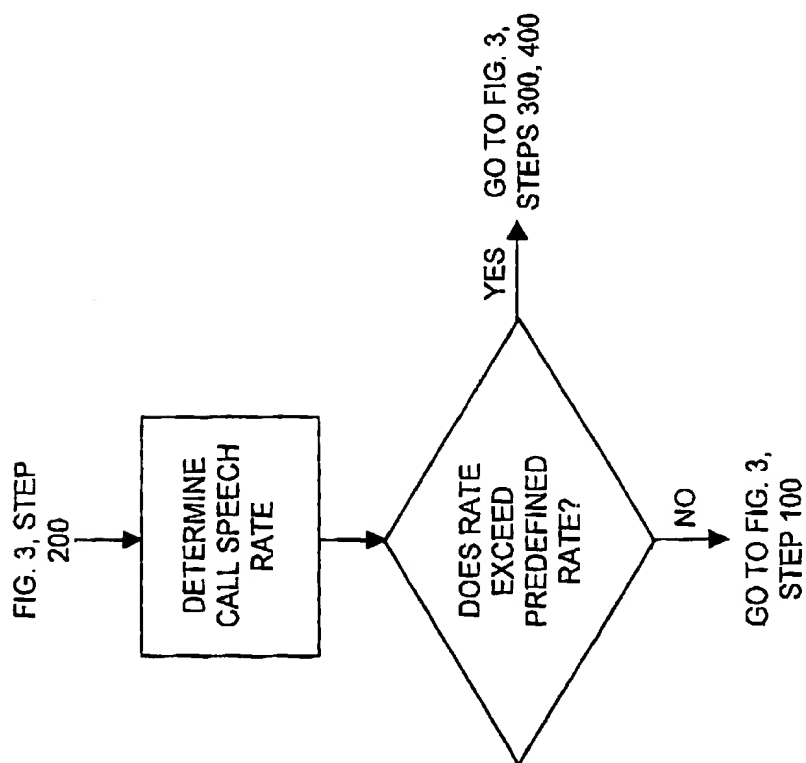 FIG. 3, STEP
200
DETERMINE
CALL SPEECH
RATE
DOES RATE
EXCEED
PREDEFINED
RATE?
YES
GO TO FIG. 3,
STEPS 300, 400
NO
GO TO FIG. 3,
STEP 100